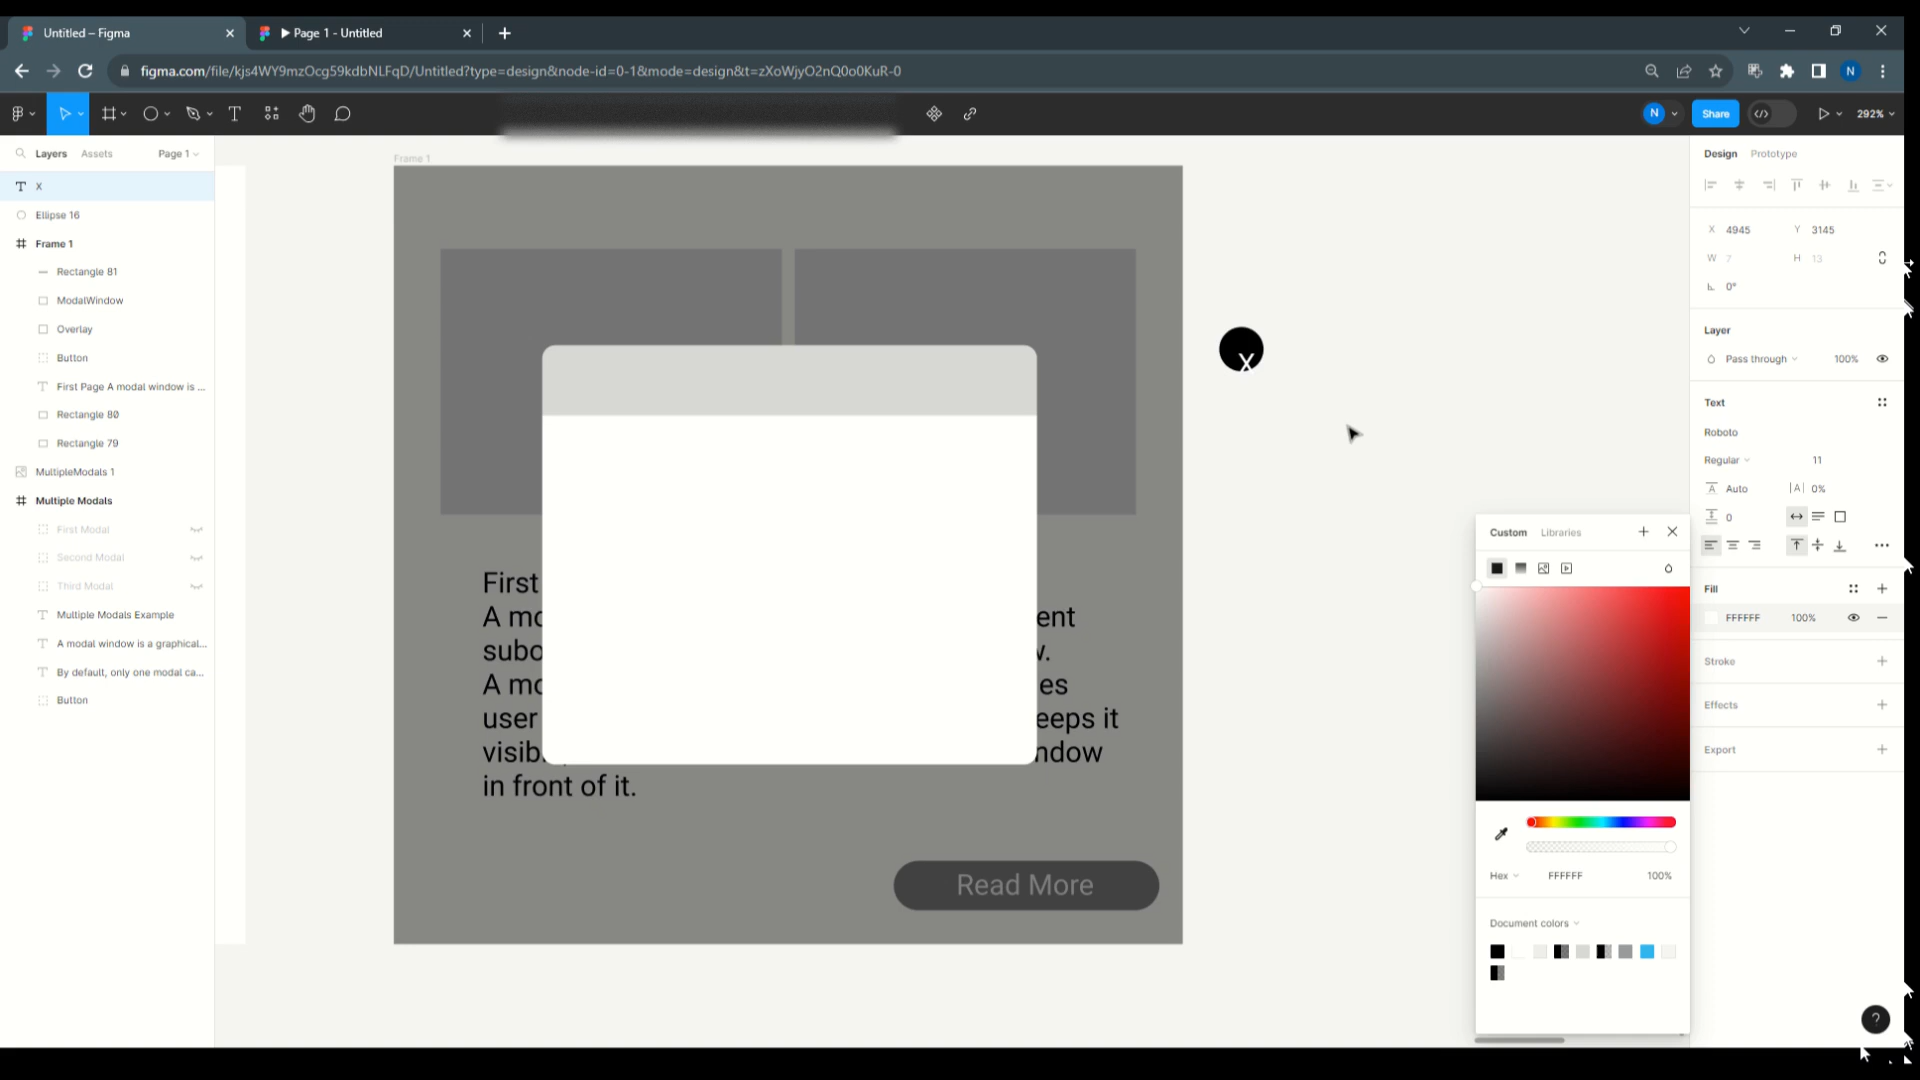 Untitled – Figma
Page 1 - Untitled
figma.com/file/kjs4WY9mzOcg59kdbNLFqD/Untitled?type=design&node-id=0-1&mode=design&t=zXoWjyO2nQ0o0KuR-0
N
N
Share
292%
Layers
Assets
Page 1
X
Ellipse 16
Frame 1
Rectangle 81
ModalWindow
Overlay
Button
First Page A modal window is ...
Rectangle 80
Rectangle 79
MultipleModals 1
Multiple Modals
First Modal
Second Modal
Third Modal
Multiple Modals Example
A modal window is a graphical...
By default, only one modal ca...
Button
Frame 1
First
A mo ent
subo w.
A mo es
user eeps it
visib ndow
in front of it.
Read More
X
Design
Prototype
X 4945
Y 3145
W 7
H 13
0°
Layer
Pass through
100%
Text
Roboto
Regular
11
Auto
|A| 0%
0
Fill
FFFFFF
100%
Stroke
Effects
Export
Custom
Libraries
Hex
FFFFFF
100%
Document colors
?